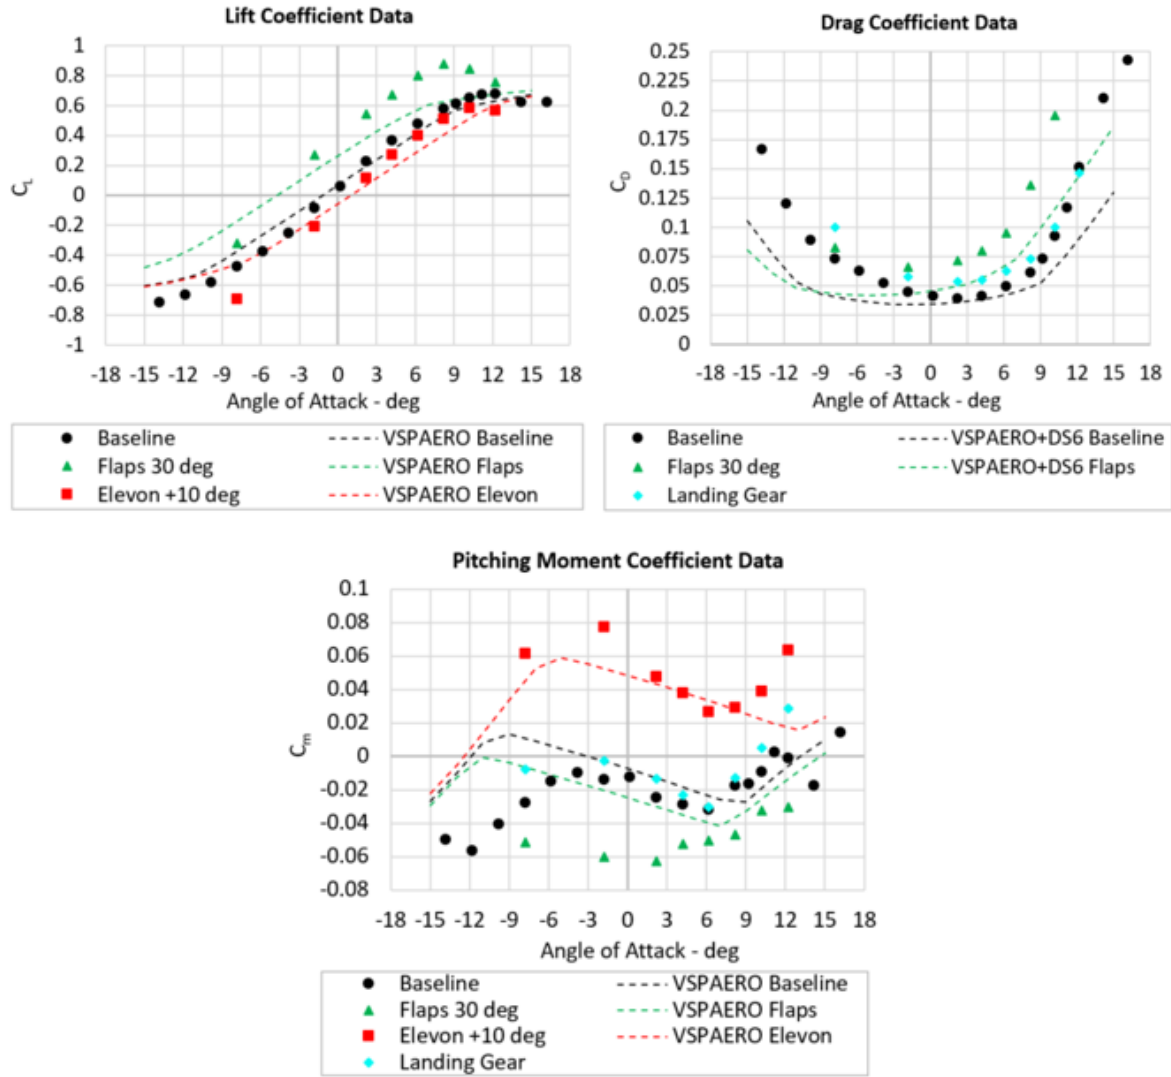 Lift Coefficient Data
1
0.8
0.6
0.4
0.2
0
-0.2
-0.4
-0.6
-0.8
-1
C_L
-18 -15 -12 -9 -6 -3 0 3 6 9 12 15 18
Angle of Attack - deg
Baseline
VSPAERO Baseline
Flaps 30 deg
VSPAERO Flaps
Elevon +10 deg
VSPAERO Elevon
Drag Coefficient Data
0.25
0.225
0.2
0.175
0.15
0.125
0.1
0.075
0.05
0.025
0
C_D
-18 -15 -12 -9 -6 -3 0 3 6 9 12 15 18
Angle of Attack - deg
Baseline
VSPAERO+DS6 Baseline
Flaps 30 deg
VSPAERO+DS6 Flaps
Landing Gear
Pitching Moment Coefficient Data
0.1
0.08
0.06
0.04
0.02
0
-0.02
-0.04
-0.06
-0.08
C_m
-18 -15 -12 -9 -6 -3 0 3 6 9 12 15 18
Angle of Attack - deg
Baseline
VSPAERO Baseline
Flaps 30 deg
VSPAERO Flaps
Elevon +10 deg
VSPAERO Elevon
Landing Gear